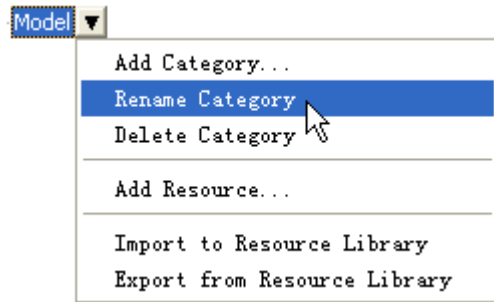 Model
Add Category...
Rename Category
Delete Category
Add Resource...
Import to Resource Library
Export from Resource Library